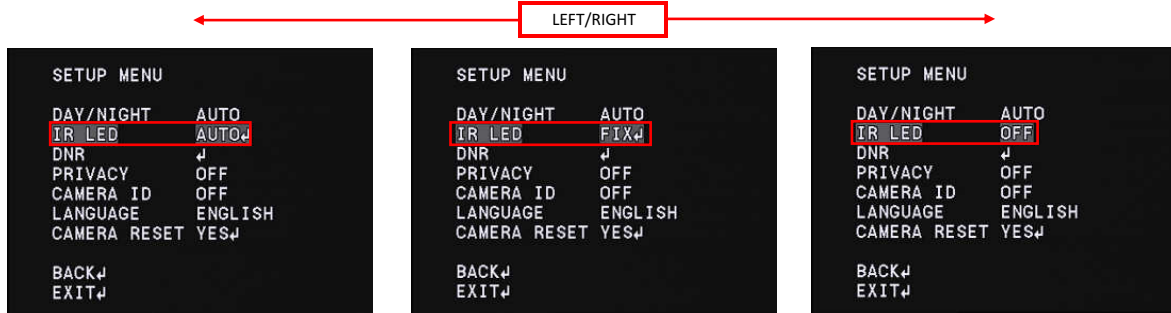 LEFT/RIGHT
SETUP MENU
DAY/NIGHT AUTO
IR LED AUTO↲
DNR ↲
PRIVACY OFF
CAMERA ID OFF
LANGUAGE ENGLISH
CAMERA RESET YES↲
BACK↲
EXIT↲
SETUP MENU
DAY/NIGHT AUTO
IR LED FIX↲
DNR ↲
PRIVACY OFF
CAMERA ID OFF
LANGUAGE ENGLISH
CAMERA RESET YES↲
BACK↲
EXIT↲
SETUP MENU
DAY/NIGHT AUTO
IR LED OFF
DNR ↲
PRIVACY OFF
CAMERA ID OFF
LANGUAGE ENGLISH
CAMERA RESET YES↲
BACK↲
EXIT↲